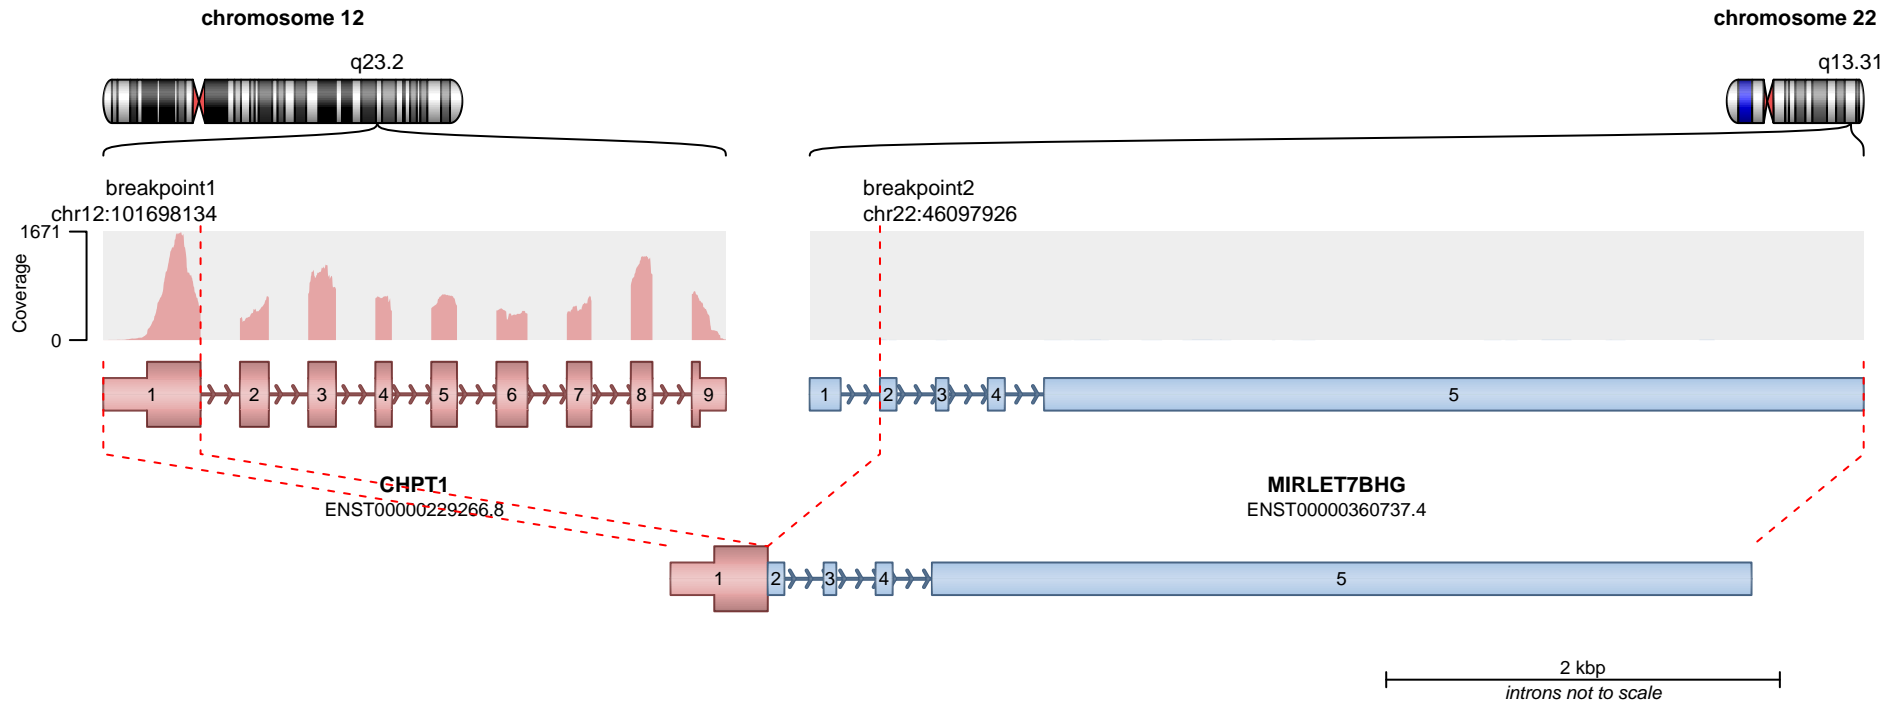 chromosome 12
chromosome 22
q23.2
q13.31
breakpoint1
chr12:101698134
breakpoint2
chr22:46097926
1671
Coverage
0
1 2 3 4 5 6 7 8 9
1 2 3 4 5
CHPT1
ENST00000229266.8
MIRLET7BHG
ENST00000360737.4
1 2 3 4 5
2 kbp
introns not to scale